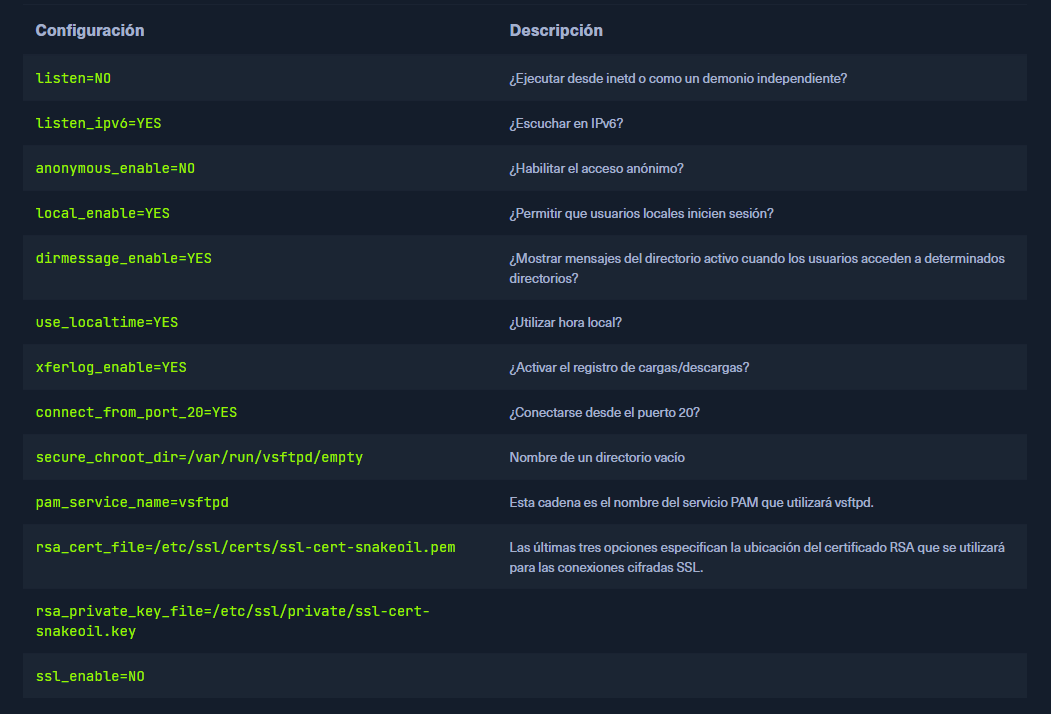 Configuración Descripción
listen=NO ¿Ejecutar desde inetd o como un demonio independiente?
listen_ipv6=YES ¿Escuchar en IPv6?
anonymous_enable=NO ¿Habilitar el acceso anónimo?
local_enable=YES ¿Permitir que usuarios locales inicien sesión?
dirmessage_enable=YES ¿Mostrar mensajes del directorio activo cuando los usuarios acceden a determinados
directorios?
use_localtime=YES ¿Utilizar hora local?
xferlog_enable=YES ¿Activar el registro de cargas/descargas?
connect_from_port_20=YES ¿Conectarse desde el puerto 20?
secure_chroot_dir=/var/run/vsftpd/empty Nombre de un directorio vacío
pam_service_name=vsftpd Esta cadena es el nombre del servicio PAM que utilizará vsftpd.
rsa_cert_file=/etc/ssl/certs/ssl-cert-snakeoil.pem Las últimas tres opciones especifican la ubicación del certificado RSA que se utilizará
para las conexiones cifradas SSL.
rsa_private_key_file=/etc/ssl/private/ssl-cert-
snakeoil.key
ssl_enable=NO